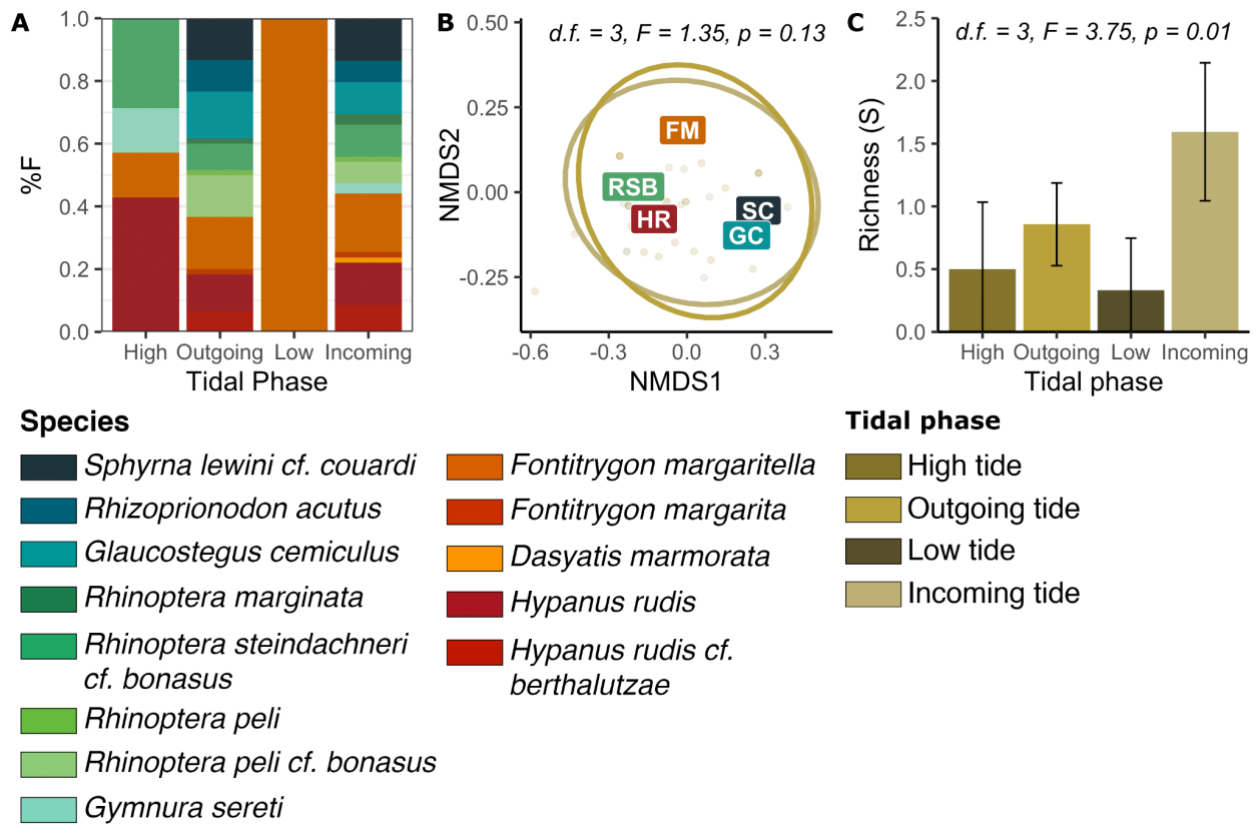 A
1.0
0.8
0.6
0.4
0.2
0.0
%F
High Outgoing Low Incoming
Tidal Phase
B
d.f. = 3, F = 1.35, p = 0.13
0.50
0.25
0.00
-0.25
NMDS2
FM
RSB
HR
SC
GC
-0.6 -0.3 0.0 0.3
NMDS1
C
d.f. = 3, F = 3.75, p = 0.01
2.5
2.0
1.5
1.0
0.5
0.0
Richness (S)
High Outgoing Low Incoming
Tidal phase
Species
Sphyrna lewini cf. couardi
Rhizoprionodon acutus
Glaucostegus cemiculus
Rhinoptera marginata
Rhinoptera steindachneri
cf. bonasus
Rhinoptera peli
Rhinoptera peli cf. bonasus
Gymnura sereti
Fontitrygon margaritella
Fontitrygon margarita
Dasyatis marmorata
Hypanus rudis
Hypanus rudis cf.
berthalutzae
Tidal phase
High tide
Outgoing tide
Low tide
Incoming tide